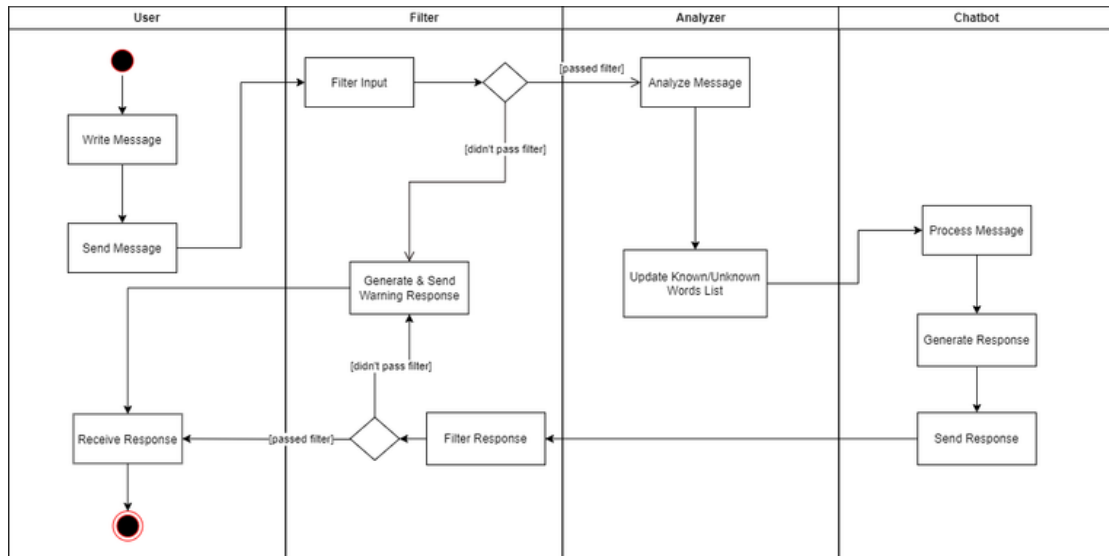 User
Filter
Analyzer
Chatbot
Write Message
Send Message
Filter Input
[passed filter]
[didn't pass filter]
Analyze Message
Generate & Send
Warning Response
Update Known/Unknown
Words List
Process Message
Generate Response
[didn't pass filter]
Receive Response
[passed filter]
Filter Response
Send Response